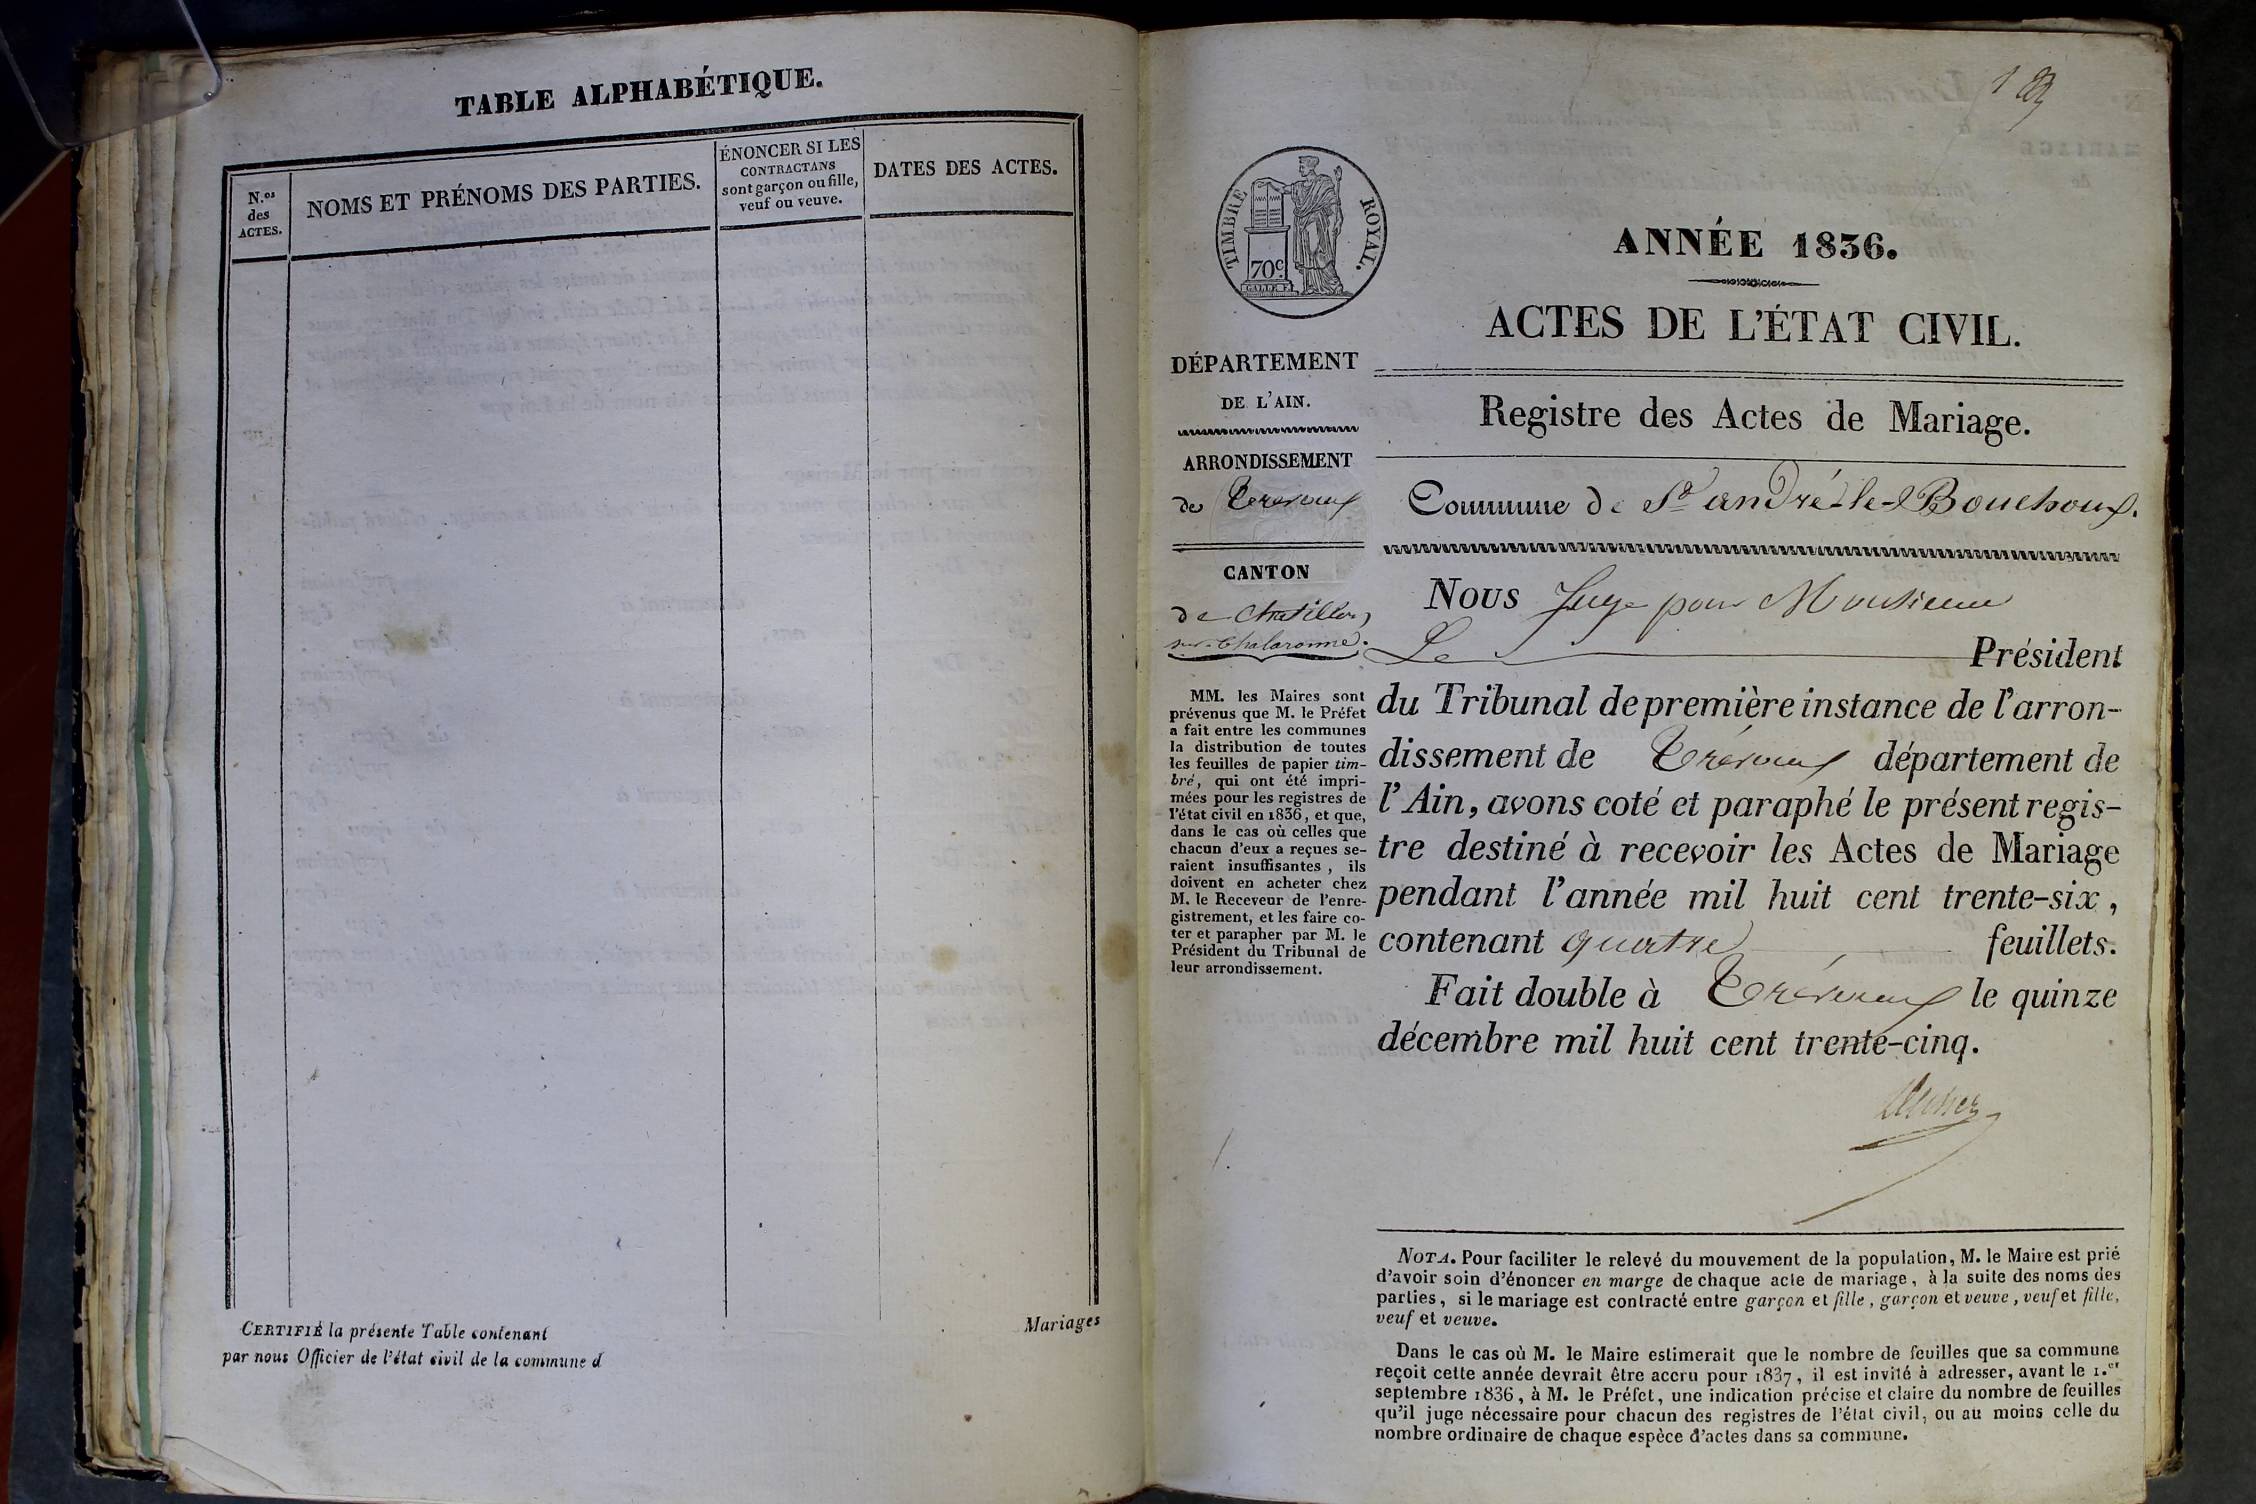 TABLE ALPHABÉTIQUE.
N.os
des
ACTES.
NOMS ET PRÉNOMS DES PARTIES.
ÉNONCER SI LES
CONTRACTANS
sont garçon ou fille,
veuf ou veuve.
DATES DES ACTES.
CERTIFIÉ la présente Table contenant
Mariages
par nous Officier de l'état civil de la commune d
TIMBRE ROYAL.
70c.
GALLE F.
DÉPARTEMENT
DE L'AIN.
ARRONDISSEMENT
de Trévoux
CANTON
de Chatillon
sur-Chalaronne.
MM. les Maires sont
prévenus que M. le Préfet
a fait entre les communes
la distribution de toutes
les feuilles de papier tim-
bré, qui ont été impri-
mées pour les registres de
l'état civil en 1836, et que,
dans le cas où celles que
chacun d'eux a reçues se-
raient insuffisantes, ils
doivent en acheter chez
M. le Receveur de l'enre-
gistrement, et les faire co-
ter et parapher par M. le
Président du Tribunal de
leur arrondissement.
ANNÉE 1836.
ACTES DE L'ÉTAT CIVIL.
Registre des Actes de Mariage.
Commune de St andré-le-Bouchoux.
Nous Juge pour Monsieur
Le Président
du Tribunal de première instance de l'arron-
dissement de Trévoux département de
l'Ain, avons coté et paraphé le présent regis-
tre destiné à recevoir les Actes de Mariage
pendant l'année mil huit cent trente-six,
contenant quatre feuillets.
Fait double à Trévoux le quinze
décembre mil huit cent trente-cinq.
NOTA. Pour faciliter le relevé du mouvement de la population, M. le Maire est prié
d'avoir soin d'énoncer en marge de chaque acte de mariage, à la suite des noms des
parties, si le mariage est contracté entre garçon et fille, garçon et veuve, veuf et fille,
veuf et veuve.
Dans le cas où M. le Maire estimerait que le nombre de feuilles que sa commune
reçoit cette année devrait être accru pour 1837, il est invité à adresser, avant le 1.er
septembre 1836, à M. le Préfet, une indication précise et claire du nombre de feuilles
qu'il juge nécessaire pour chacun des registres de l'état civil, ou au moins celle du
nombre ordinaire de chaque espèce d'actes dans sa commune.